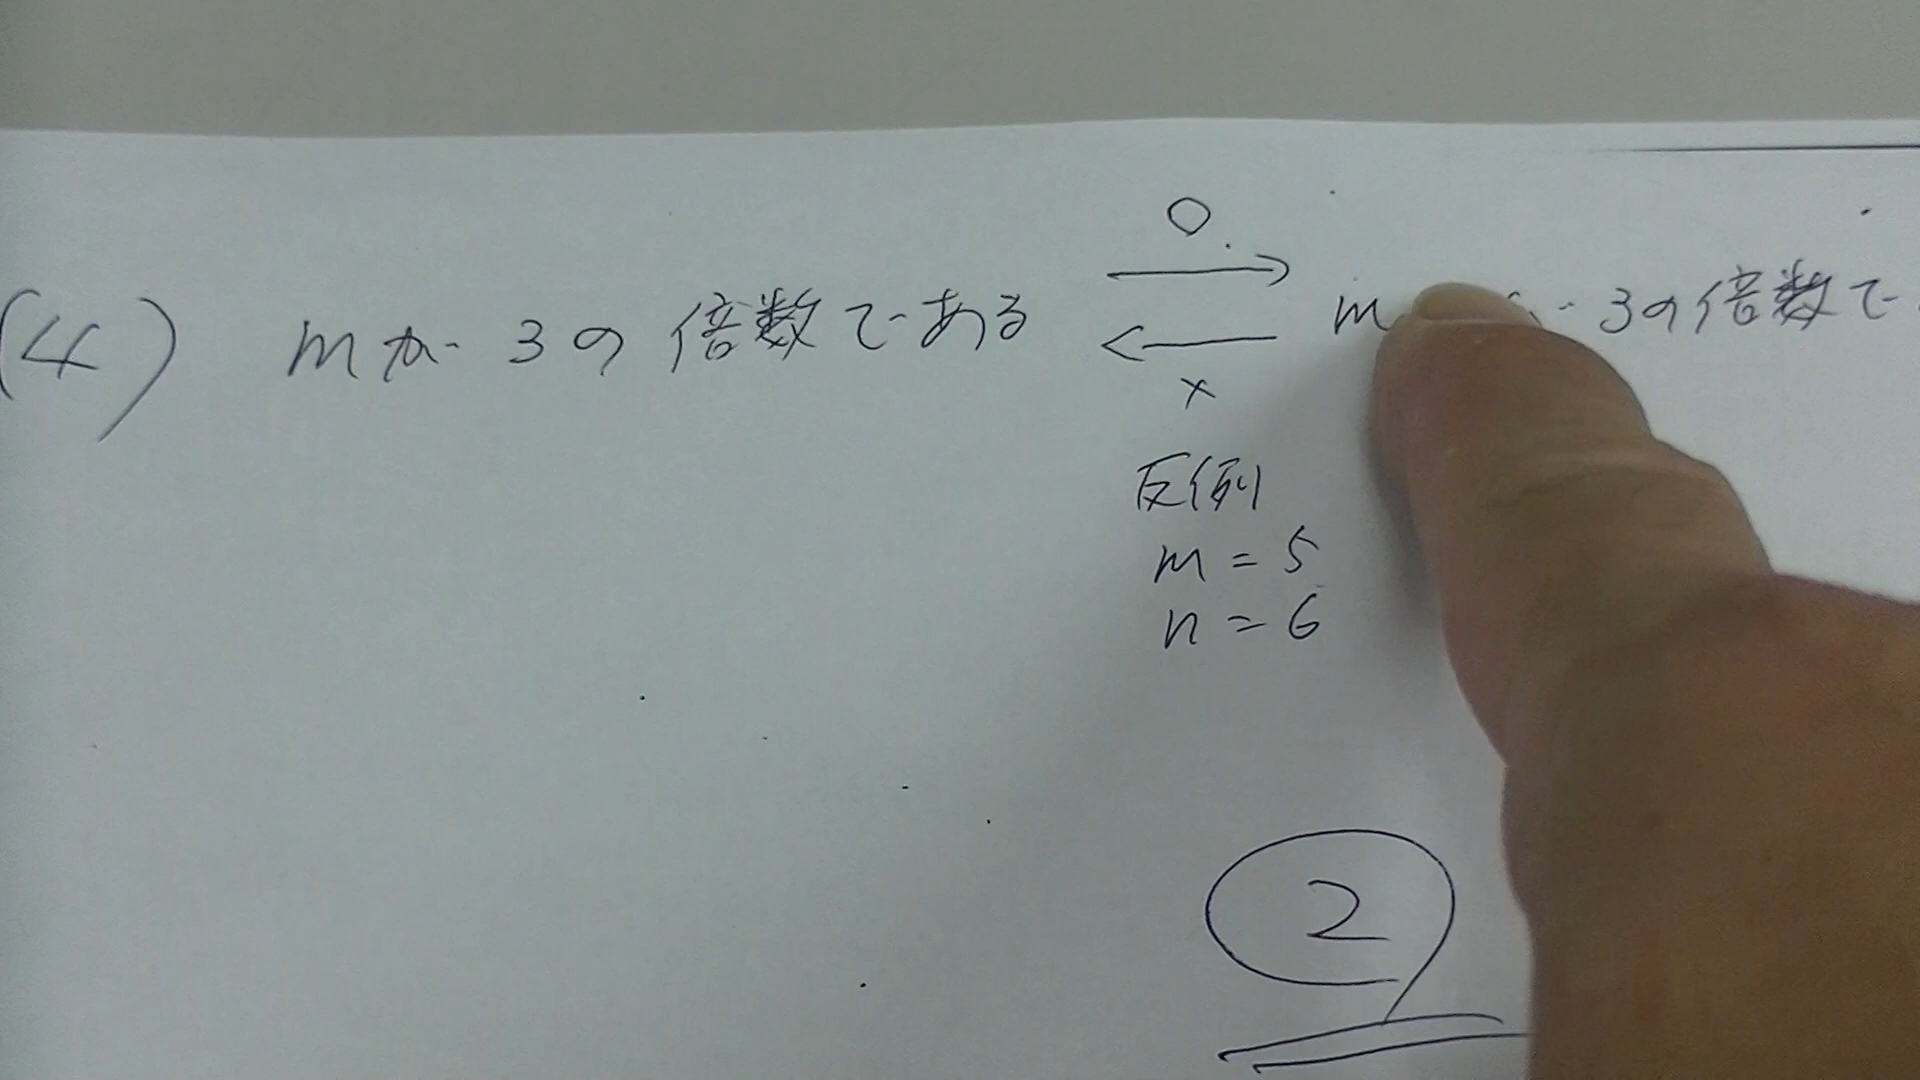 (4) mが3の倍数である ○ → ← × m 3の倍数で
反例
m = 5
n = 6
2